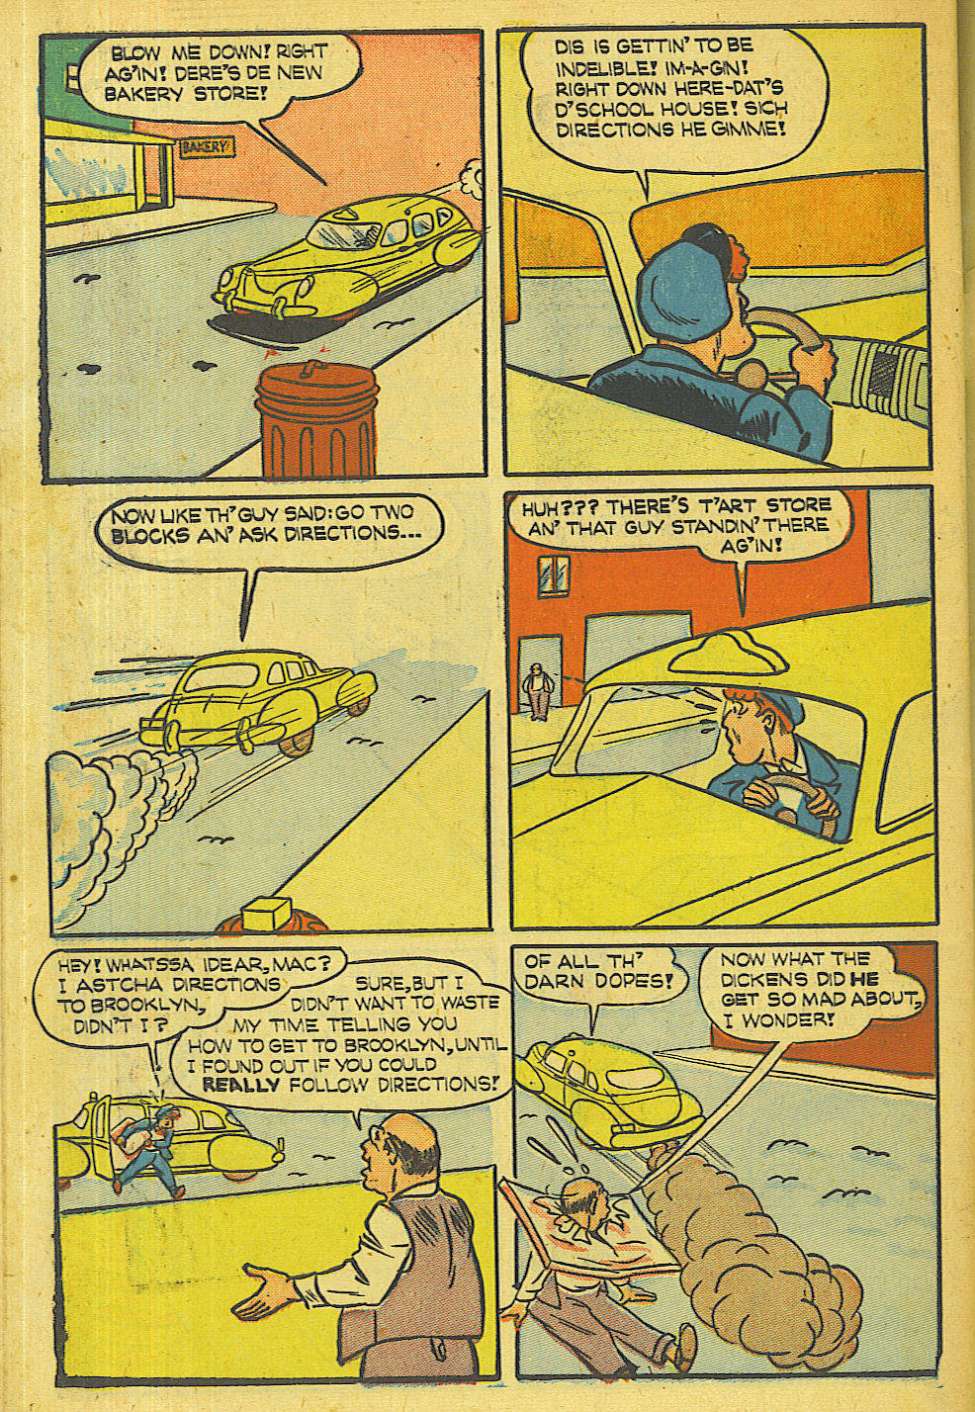 BLOW ME DOWN! RIGHT
AG'IN! DERE'S DE NEW
BAKERY STORE!
BAKERY
DIS IS GETTIN' TO BE
INDELIBLE! IM-A-GIN!
RIGHT DOWN HERE-DAT'S
D'SCHOOL HOUSE! SICH
DIRECTIONS HE GIMME!
NOW LIKE TH' GUY SAID: GO TWO
BLOCKS AN' ASK DIRECTIONS...
HUH??? THERE'S T'ART STORE
AN' THAT GUY STANDIN' THERE
AG'IN!
HEY! WHATSSA IDEAR, MAC?
I ASTCHA DIRECTIONS
TO BROOKLYN,
DIDN'T I?
SURE, BUT I
DIDN'T WANT TO WASTE
MY TIME TELLING YOU
HOW TO GET TO BROOKLYN, UNTIL
I FOUND OUT IF YOU COULD
REALLY FOLLOW DIRECTIONS!
OF ALL TH'
DARN DOPES!
NOW WHAT THE
DICKENS DID HE
GET SO MAD ABOUT,
I WONDER!